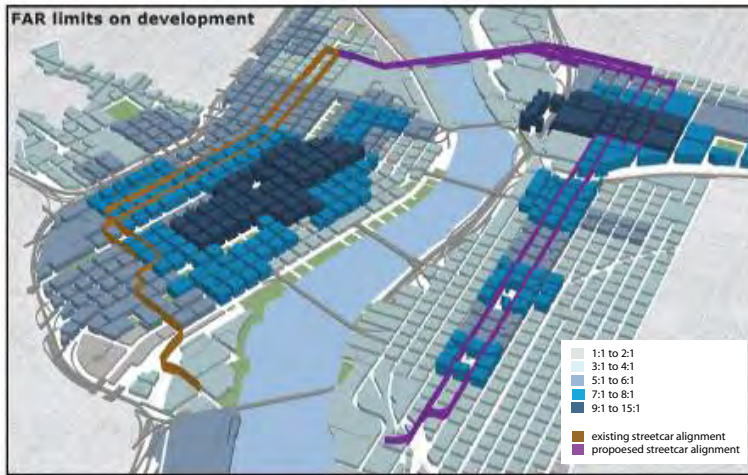 FAR limits on development
1:1 to 2:1
3:1 to 4:1
5:1 to 6:1
7:1 to 8:1
9:1 to 15:1
existing streetcar alignment
propoesed streetcar alignment